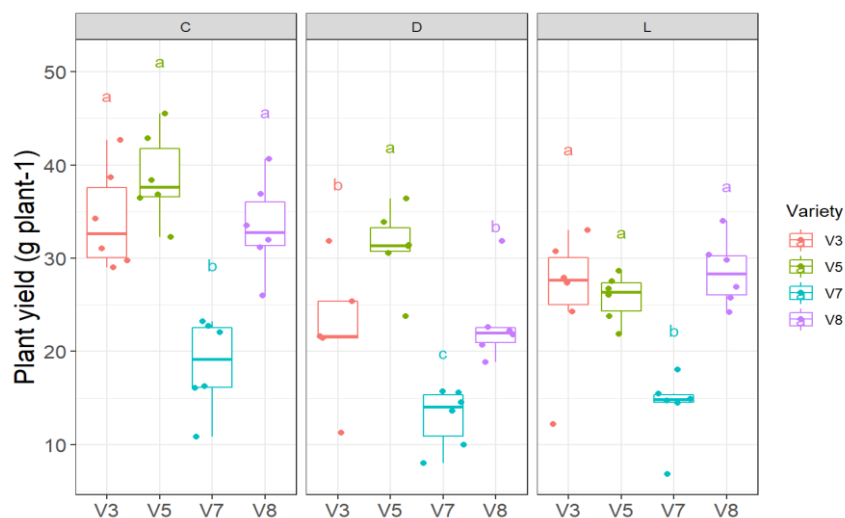 C D L
Plant yield (g plant-1)
50
40
30
20
10
a a b a
b a c b
a a b a
V3 V5 V7 V8
V3 V5 V7 V8
V3 V5 V7 V8
Variety
V3
V5
V7
V8